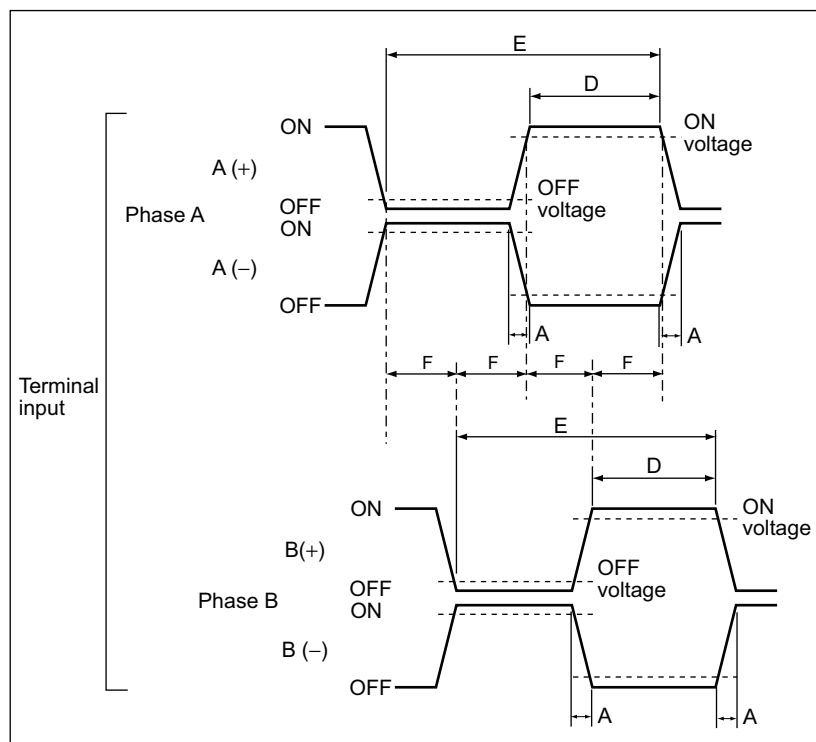 E
D
ON
ON
voltage
A (+)
OFF
voltage
Phase A
OFF
ON
A (−)
OFF
A
A
F
F
F
F
Terminal
input
E
D
ON
ON
voltage
B(+)
OFF
voltage
Phase B
OFF
ON
B (−)
OFF
A
A